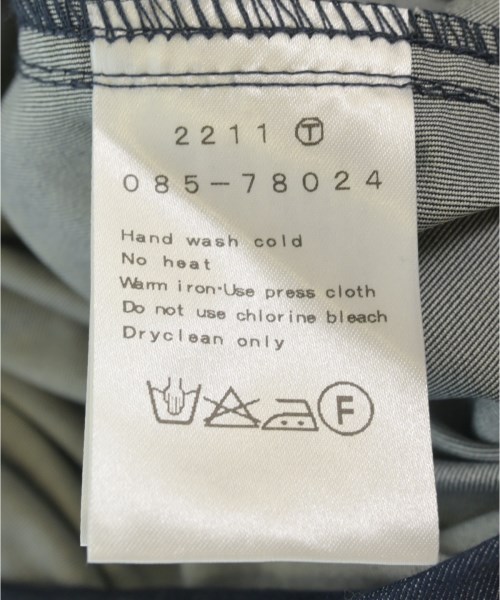 2211 Ⓣ
085-78024
Hand wash cold
No heat
Warm iron·Use press cloth
Do not use chlorine bleach
Dryclean only
F